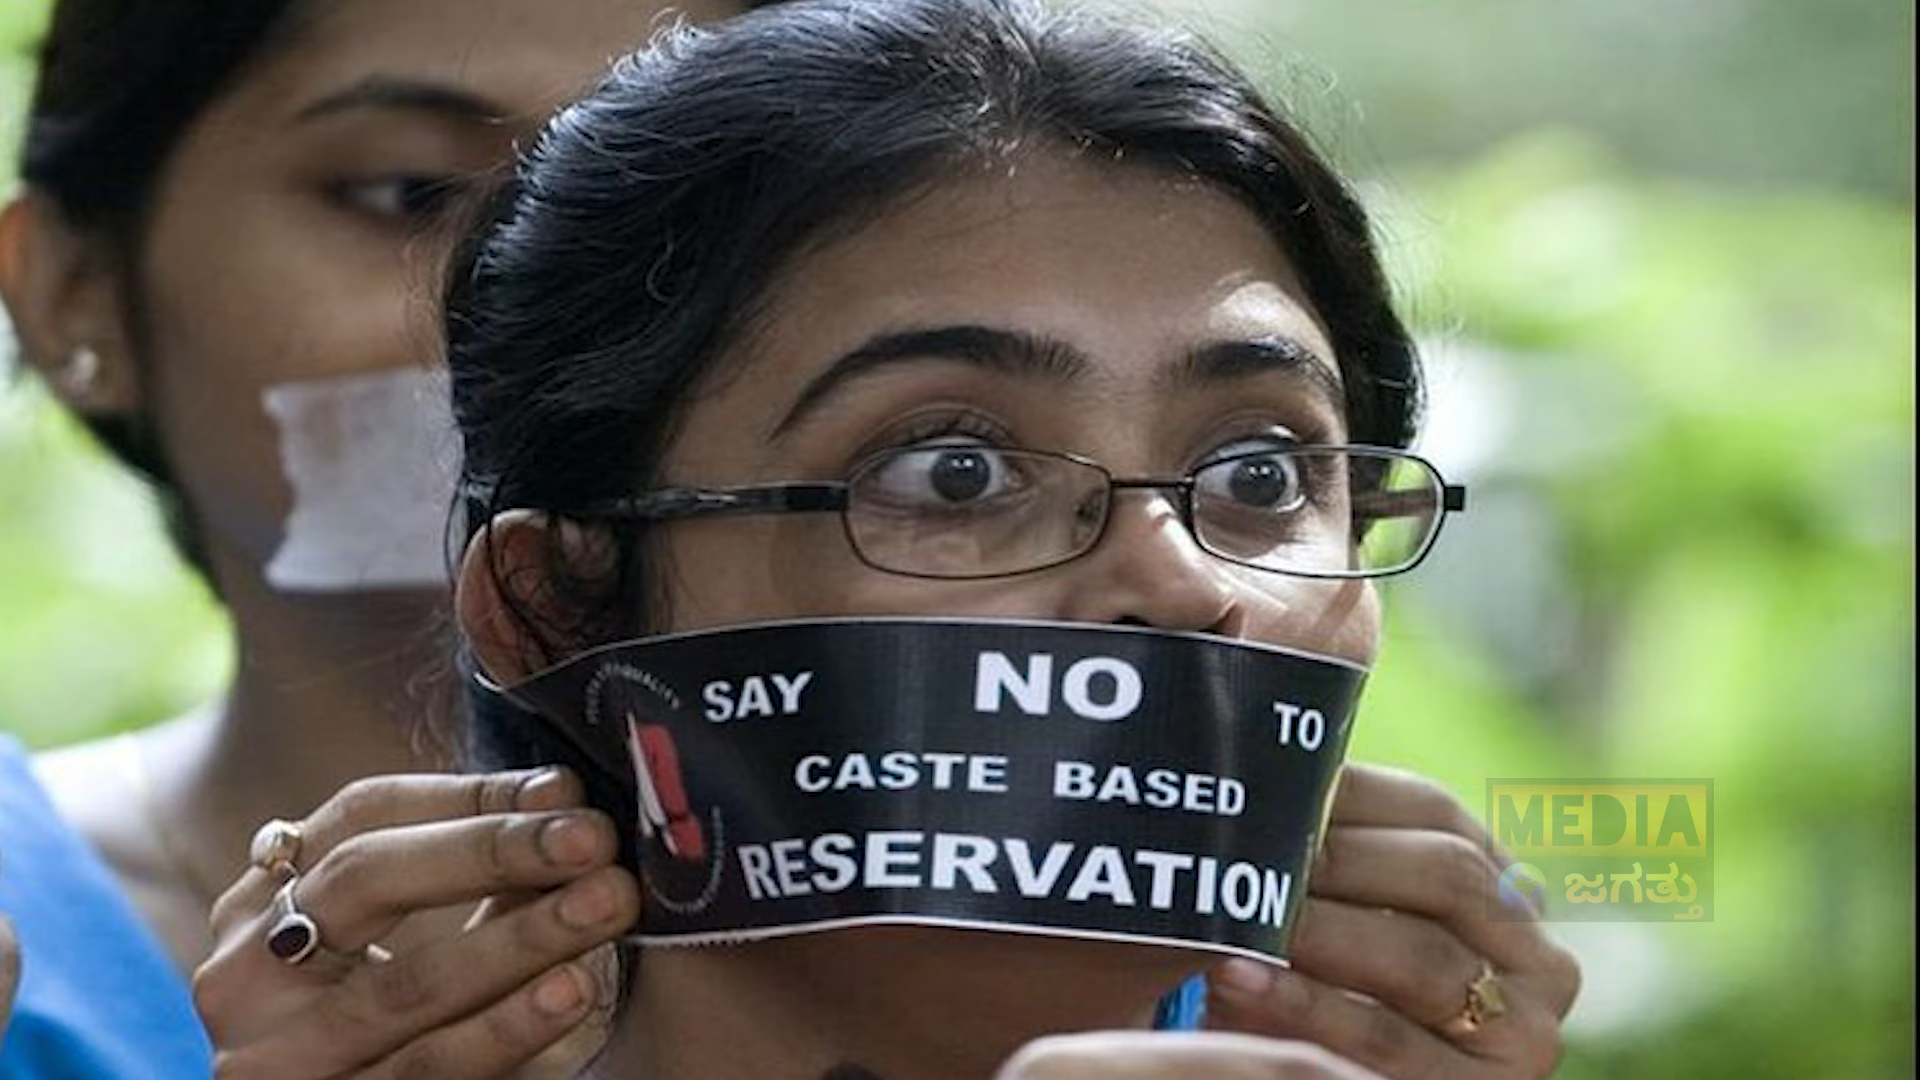 SAY NO TO
CASTE BASED
RESERVATION
MEDIA
ಜಗತ್ತು